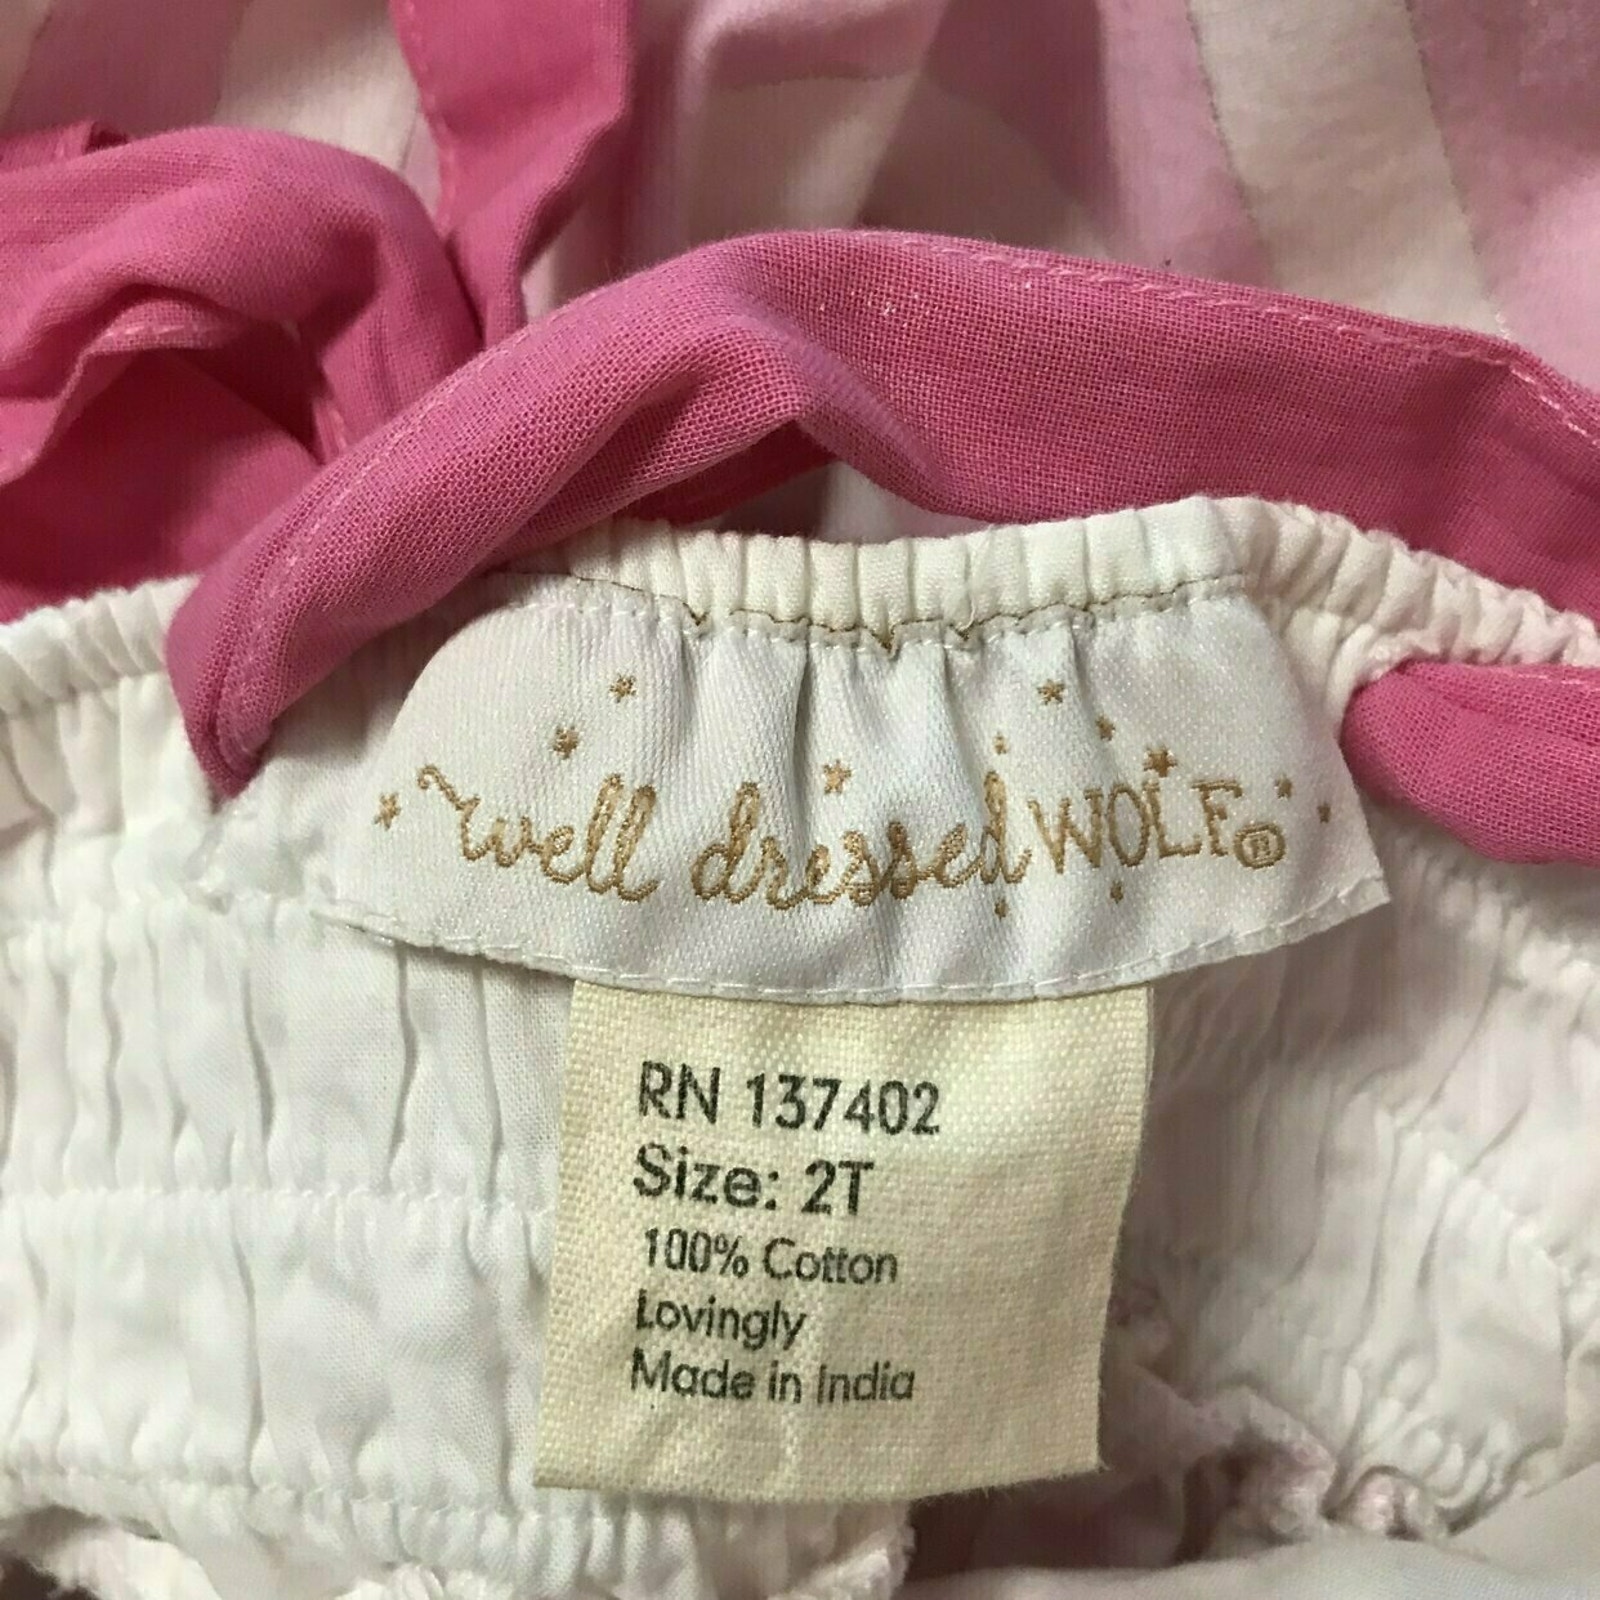 well dressed WOLF®
RN 137402
Size: 2T
100% Cotton
Lovingly
Made in India